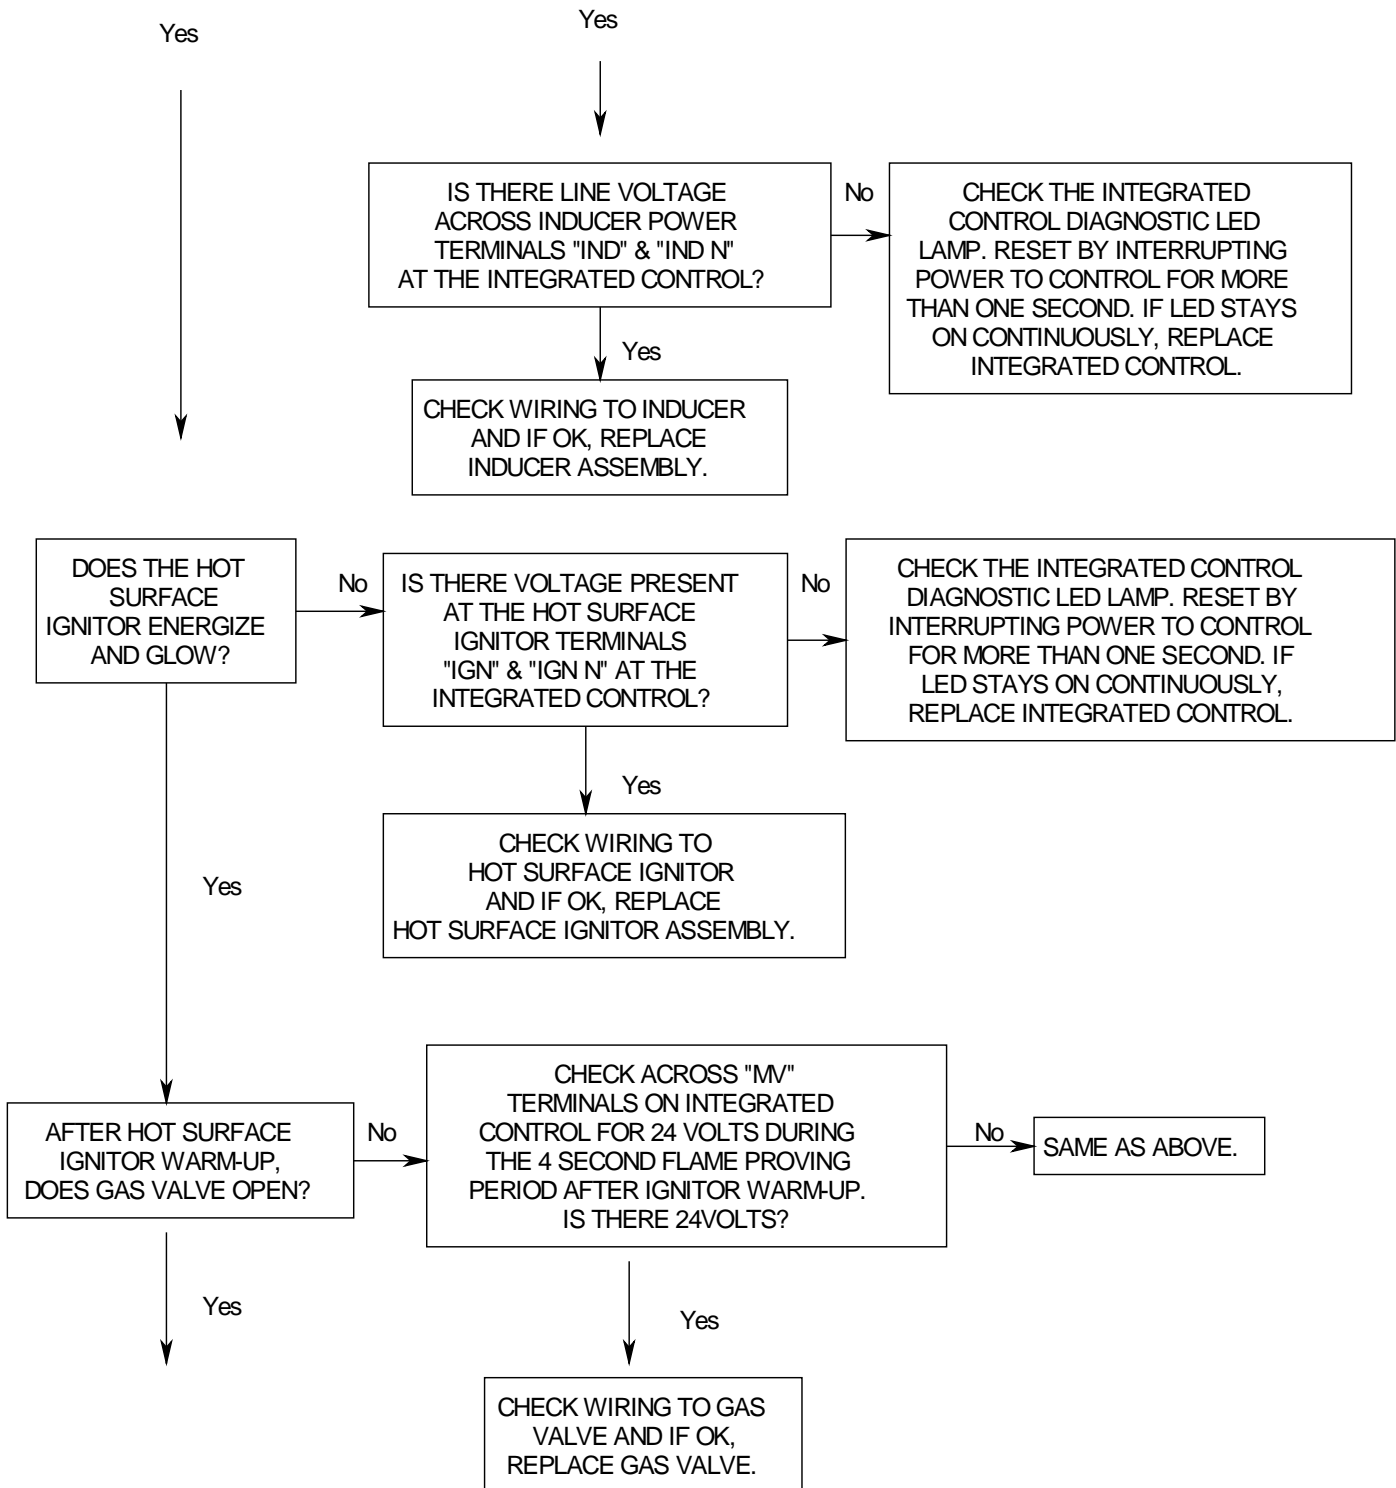 Yes
Yes
IS THERE LINE VOLTAGE
ACROSS INDUCER POWER
TERMINALS "IND" & "IND N"
AT THE INTEGRATED CONTROL?
No
CHECK THE INTEGRATED
CONTROL DIAGNOSTIC LED
LAMP. RESET BY INTERRUPTING
POWER TO CONTROL FOR MORE
THAN ONE SECOND. IF LED STAYS
ON CONTINUOUSLY, REPLACE
INTEGRATED CONTROL.
Yes
CHECK WIRING TO INDUCER
AND IF OK, REPLACE
INDUCER ASSEMBLY.
DOES THE HOT
SURFACE
IGNITOR ENERGIZE
AND GLOW?
No
IS THERE VOLTAGE PRESENT
AT THE HOT SURFACE
IGNITOR TERMINALS
"IGN" & "IGN N" AT THE
INTEGRATED CONTROL?
No
CHECK THE INTEGRATED CONTROL
DIAGNOSTIC LED LAMP. RESET BY
INTERRUPTING POWER TO CONTROL
FOR MORE THAN ONE SECOND. IF
LED STAYS ON CONTINUOUSLY,
REPLACE INTEGRATED CONTROL.
Yes
CHECK WIRING TO
HOT SURFACE IGNITOR
AND IF OK, REPLACE
HOT SURFACE IGNITOR ASSEMBLY.
Yes
AFTER HOT SURFACE
IGNITOR WARM-UP,
DOES GAS VALVE OPEN?
No
CHECK ACROSS "MV"
TERMINALS ON INTEGRATED
CONTROL FOR 24 VOLTS DURING
THE 4 SECOND FLAME PROVING
PERIOD AFTER IGNITOR WARM-UP.
IS THERE 24VOLTS?
No
SAME AS ABOVE.
Yes
Yes
CHECK WIRING TO GAS
VALVE AND IF OK,
REPLACE GAS VALVE.